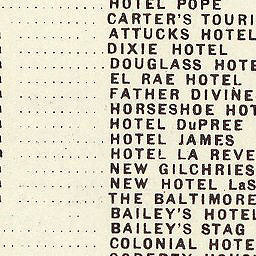 HOTEL POPE
CARTER'S TOURI
ATTUCKS HOTEL
DIXIE HOTEL
DOUGLASS HOTE
EL RAE HOTEL
FATHER DIVINE
HORSESHOE HOT
HOTEL DuPREE
HOTEL JAMES
HOTEL LA REVE
NEW GILCHRIES
NEW HOTEL LaS
THE BALTIMORE
BAILEY'S HOTEL
BAILEY'S STAG
COLONIAL HOTE